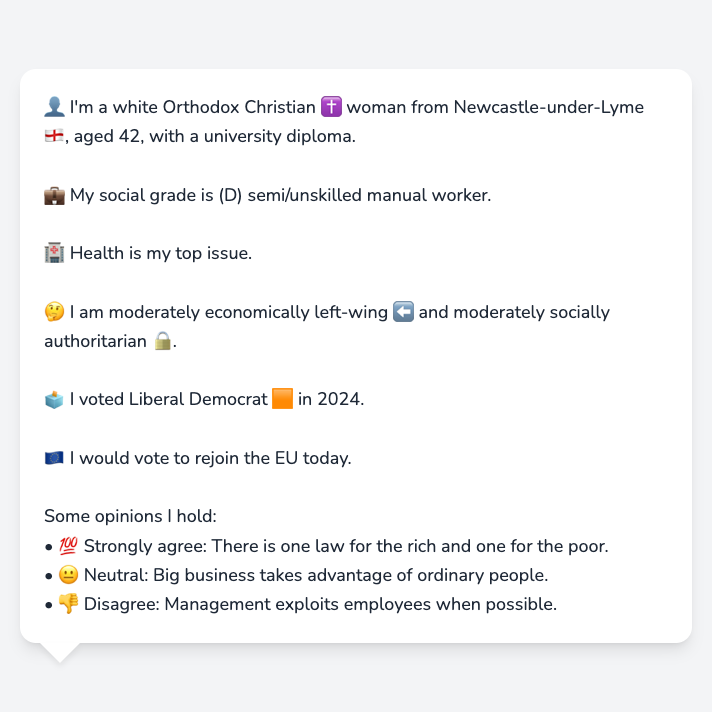 👤 I'm a white Orthodox Christian ✝️ woman from Newcastle-under-Lyme
🏴󠁧󠁢󠁥󠁮󠁧󠁿, aged 42, with a university diploma.
💼 My social grade is (D) semi/unskilled manual worker.
🏥 Health is my top issue.
🤔 I am moderately economically left-wing ⬅️ and moderately socially
authoritarian 🔒.
🗳️ I voted Liberal Democrat 🟧 in 2024.
🇪🇺 I would vote to rejoin the EU today.
Some opinions I hold:
• 💯 Strongly agree: There is one law for the rich and one for the poor.
• 😐 Neutral: Big business takes advantage of ordinary people.
• 👎 Disagree: Management exploits employees when possible.